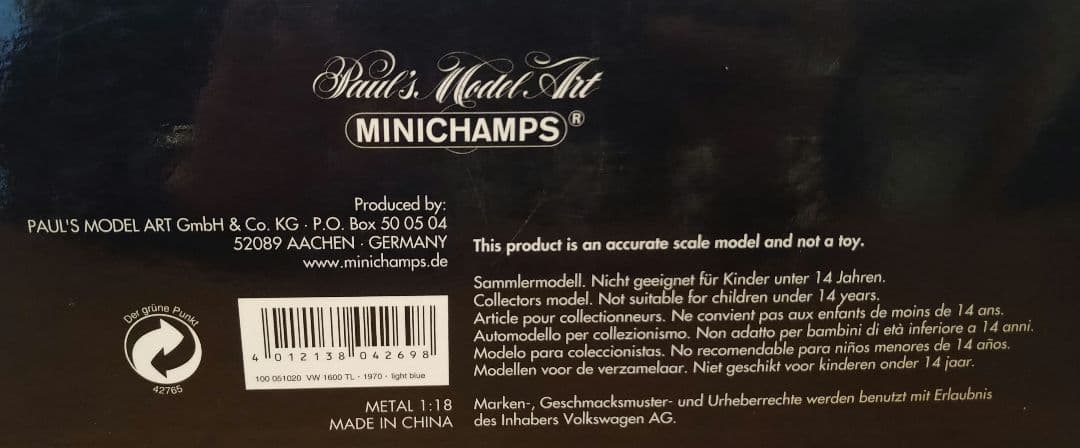 Paul's Model Art
MINICHAMPS®
Produced by:
PAUL'S MODEL ART GmbH & Co. KG · P.O. Box 50 05 04
52089 AACHEN · GERMANY
www.minichamps.de
This product is an accurate scale model and not a toy.
Sammlermodell. Nicht geeignet für Kinder unter 14 Jahren.
Collectors model. Not suitable for children under 14 years.
Article pour collectionneurs. Ne convient pas aux enfants de moins de 14 ans.
Automodello per collezionismo. Non adatto per bambini di età inferiore a 14 anni.
Modelo para coleccionistas. No recomendable para niños menores de 14 años.
Modellen voor de verzamelaar. Niet geschikt voor kinderen onder 14 jaar.
Der grüne Punkt
42765
4 012138 042698
100 051020 VW 1600 TL - 1970 - light blue
METAL 1:18
MADE IN CHINA
Marken-, Geschmacksmuster- und Urheberrechte werden benutzt mit Erlaubnis
des Inhabers Volkswagen AG.